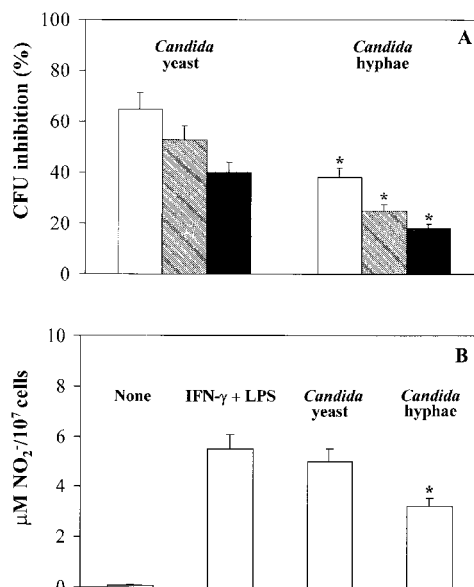 100
80
60
40
20
0
CFU inhibition (%)
Candida
yeast
Candida
hyphae
A
* * *
10
8
6
4
2
0
µM NO₂⁻/10⁷ cells
B
None
IFN-γ + LPS
Candida
yeast
Candida
hyphae
*